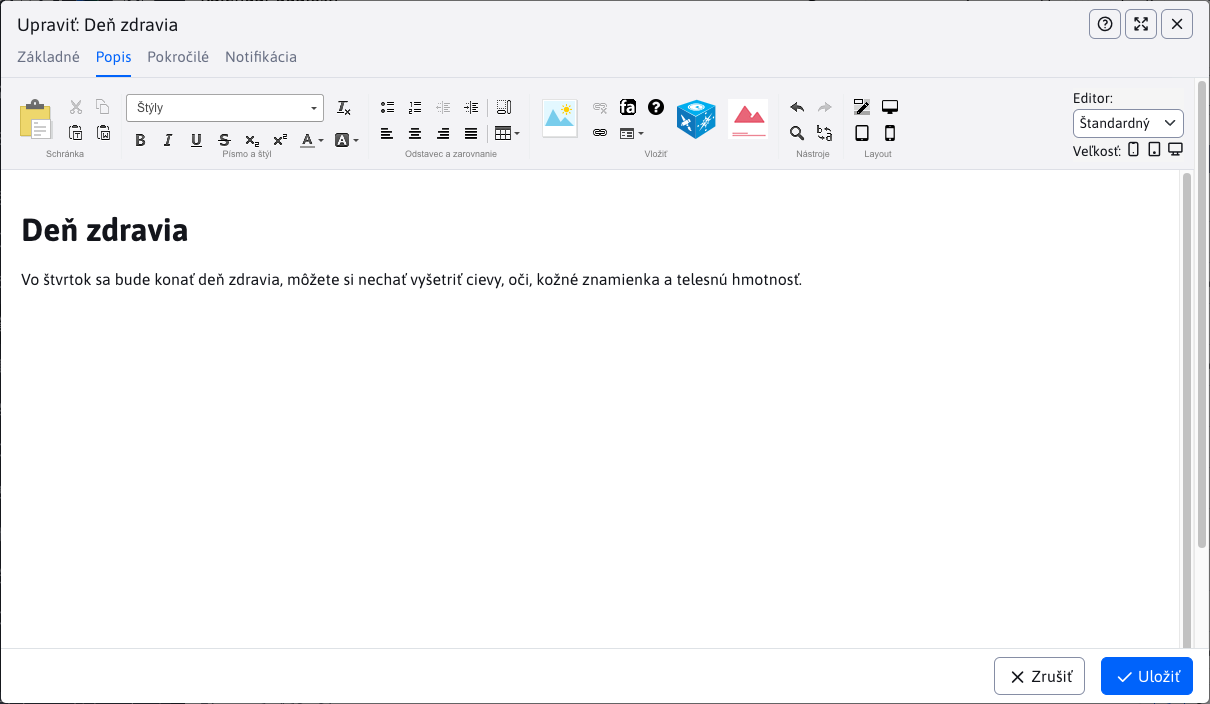 Upraviť: Deň zdravia
Základné Popis Pokročilé Notifikácia
Štýly
Schránka
Písmo a štýl
Odstavec a zarovnanie
Vložiť
Nástroje
Layout
Editor:
Štandardný
Veľkosť:
Deň zdravia
Vo štvrtok sa bude konať deň zdravia, môžete si nechať vyšetriť cievy, oči, kožné znamienka a telesnú hmotnosť.
Zrušiť Uložiť